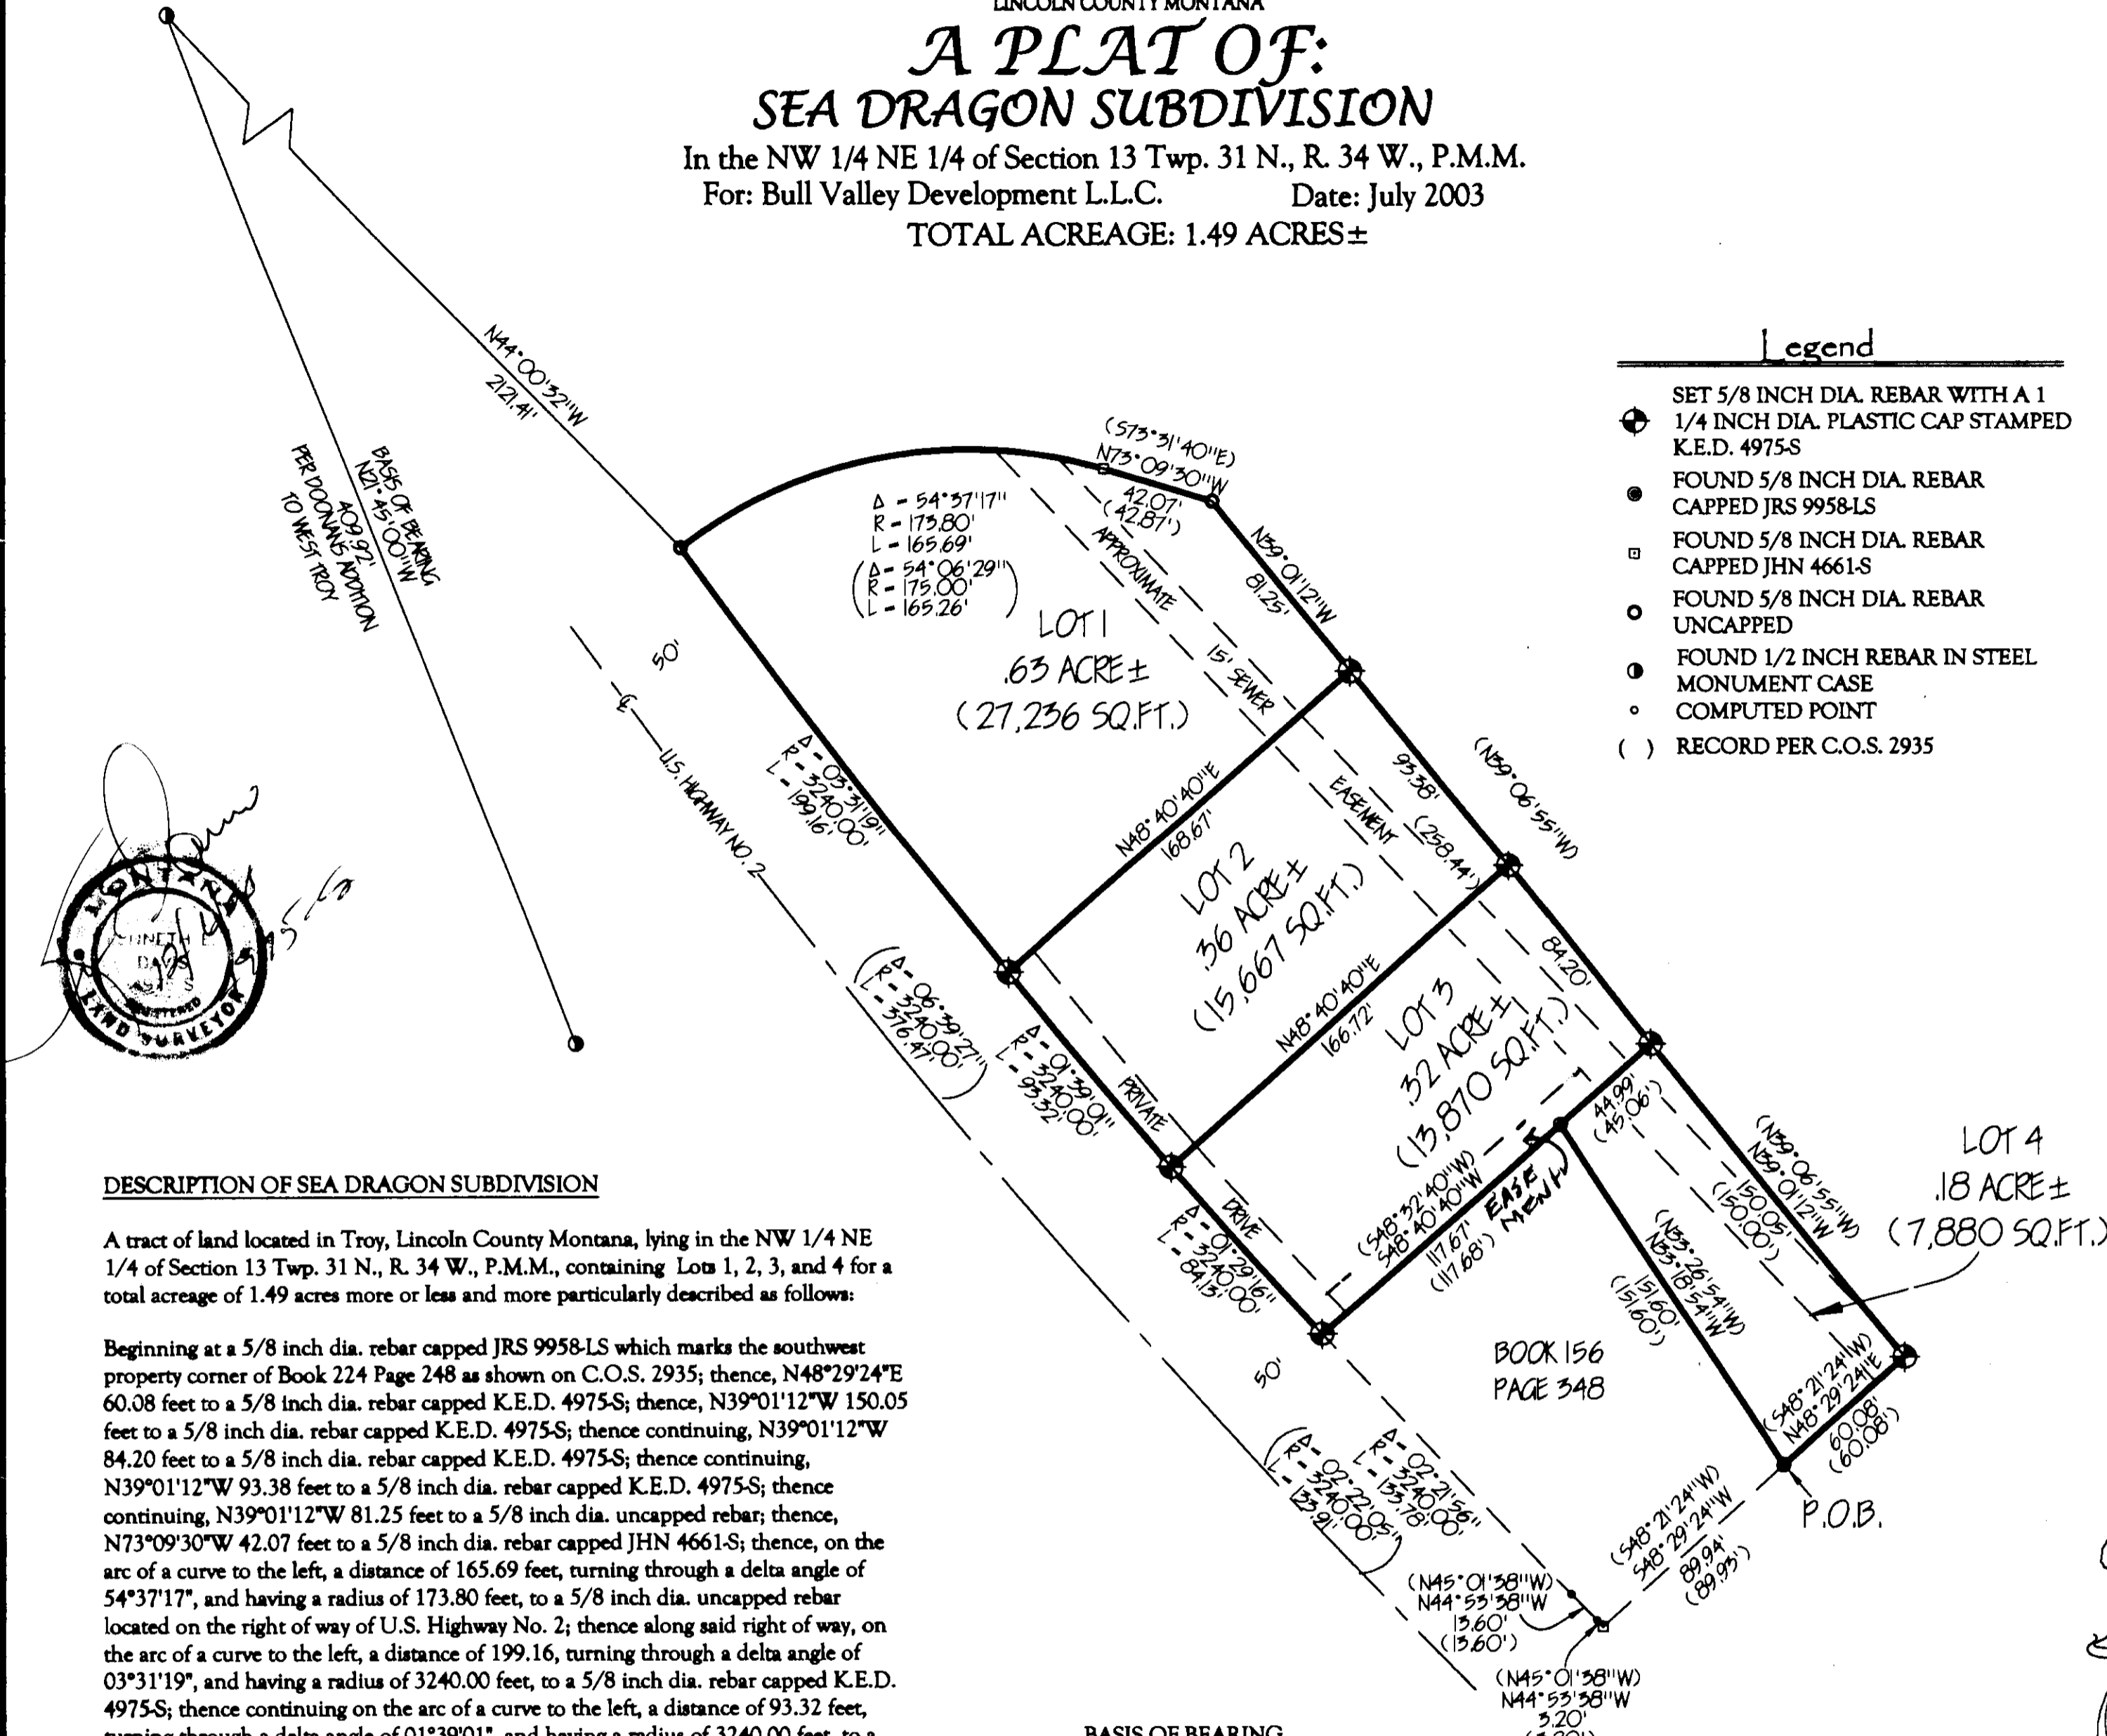 LINCOLN COUNTY MONTANA
A PLAT OF:
SEA DRAGON SUBDIVISION
In the NW 1/4 NE 1/4 of Section 13 Twp. 31 N., R. 34 W., P.M.M.
For: Bull Valley Development L.L.C. Date: July 2003
TOTAL ACREAGE: 1.49 ACRES±
N44°00'32"W
2121.41'
BASIS OF BEARING
N21°45'00"W
409.92'
PER DOONANS ADDITION
TO WEST TROY
Legend
SET 5/8 INCH DIA. REBAR WITH A 1
1/4 INCH DIA. PLASTIC CAP STAMPED
K.E.D. 4975-S
FOUND 5/8 INCH DIA. REBAR
CAPPED JRS 9958-LS
FOUND 5/8 INCH DIA. REBAR
CAPPED JHN 4661-S
FOUND 5/8 INCH DIA. REBAR
UNCAPPED
FOUND 1/2 INCH REBAR IN STEEL
MONUMENT CASE
COMPUTED POINT
( ) RECORD PER C.O.S. 2935
(S73°31'40"E)
N73°09'30"W
42.07'
(42.87')
Δ - 54°37'17"
R - 173.80'
L - 165.69'
(Δ - 54°06'29"
R - 175.00'
L - 165.26')
APPROXIMATE
15' SEWER
EASEMENT
N39°01'12"W
81.25'
LOT 1
.63 ACRE±
(27,236 SQ.FT.)
50'
U.S. HIGHWAY NO. 2
Δ - 03°31'19"
R - 3240.00'
L - 199.16'
N48°40'40"E
168.67'
93.38'
(258.44')
(N39°06'55"W)
LOT 2
.36 ACRE±
(15,667 SQ.FT.)
N48°40'40"E
166.72'
84.20'
(Δ - 06°39'27"
R - 3240.00'
L - 376.47')
Δ - 01°39'01"
R - 3240.00'
L - 93.32'
PRIVATE
DRIVE
LOT 3
.32 ACRE±
(13,870 SQ.FT.)
44.99'
(45.06')
Δ - 01°29'16"
R - 3240.00'
L - 84.13'
(S48°32'40"W)
S48°40'40"W
117.67'
(117.68')
EASE
MENT
(N39°06'55"W)
N39°01'12"W
150.05'
(150.00')
LOT 4
.18 ACRE±
(7,880 SQ.FT.)
(N33°26'54"W)
N33°18'54"W
151.60'
(151.60')
BOOK 156
PAGE 348
50'
(S48°21'24"W)
N48°29'24"E
60.08'
(60.08')
P.O.B.
Δ - 02°21'56"
R - 3240.00'
L - 133.78'
(Δ - 02°22'05"
R - 3240.00'
(S48°21'24"W)
S48°29'24"W
89.94'
(89.93')
(N45°01'38"W)
N44°53'38"W
13.60'
(13.60')
(N45°01'38"W)
N44°53'38"W
3.20'
MONTANA
LAND SURVEYOR
DESCRIPTION OF SEA DRAGON SUBDIVISION
A tract of land located in Troy, Lincoln County Montana, lying in the NW 1/4 NE
1/4 of Section 13 Twp. 31 N., R. 34 W., P.M.M., containing Lots 1, 2, 3, and 4 for a
total acreage of 1.49 acres more or less and more particularly described as follows:
Beginning at a 5/8 inch dia. rebar capped JRS 9958-LS which marks the southwest
property corner of Book 224 Page 248 as shown on C.O.S. 2935; thence, N48°29'24"E
60.08 feet to a 5/8 inch dia. rebar capped K.E.D. 4975-S; thence, N39°01'12"W 150.05
feet to a 5/8 inch dia. rebar capped K.E.D. 4975-S; thence continuing, N39°01'12"W
84.20 feet to a 5/8 inch dia. rebar capped K.E.D. 4975-S; thence continuing,
N39°01'12"W 93.38 feet to a 5/8 inch dia. rebar capped K.E.D. 4975-S; thence
continuing, N39°01'12"W 81.25 feet to a 5/8 inch dia. uncapped rebar; thence,
N73°09'30"W 42.07 feet to a 5/8 inch dia. rebar capped JHN 4661-S; thence, on the
arc of a curve to the left, a distance of 165.69 feet, turning through a delta angle of
54°37'17", and having a radius of 173.80 feet, to a 5/8 inch dia. uncapped rebar
located on the right of way of U.S. Highway No. 2; thence along said right of way, on
the arc of a curve to the left, a distance of 199.16, turning through a delta angle of
03°31'19", and having a radius of 3240.00 feet, to a 5/8 inch dia. rebar capped K.E.D.
4975-S; thence continuing on the arc of a curve to the left, a distance of 93.32 feet,
turning through a delta angle of 01°39'01", and having a radius of 3240.00 feet, to a
BASIS OF BEARING